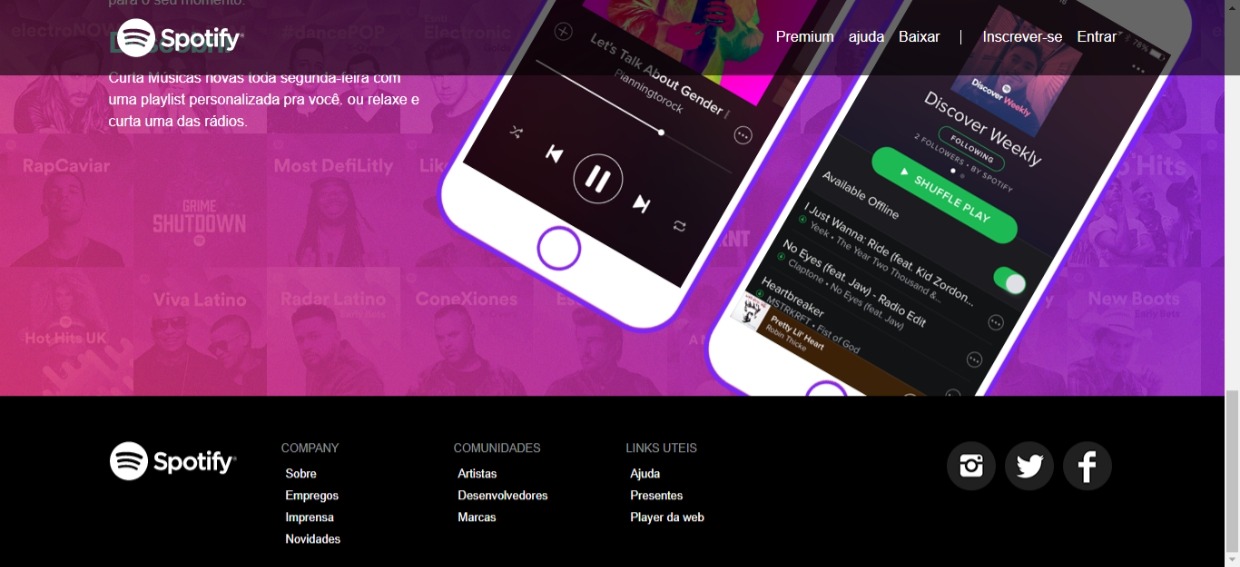 para o seu momento.
electroNOW
#dancePOP
Electronic
Spotify
Premium ajuda Baixar | Inscrever-se Entrar
Curta Músicas novas toda segunda-feira com
uma playlist personalizada pra você. ou relaxe e
curta uma das rádios.
RapCaviar
GRIME
SHUTDOWN
Most DefiLitly
Let's Talk About Gender
Pianningtorock
Discover Weekly
Discover Weekly
FOLLOWING
2 FOLLOWERS • BY SPOTIFY
SHUFFLE PLAY
Available Offline
I Just Wanna: Ride (feat. Kid Zordon...
Yeek • The Year Two Thousand &...
No Eyes (feat. Jaw) - Radio Edit
Claptone • No Eyes (feat. Jaw)
Heartbreaker
MSTRKRFT • Fist of God
Pretty Lil' Heart
Robin Thicke
Hits
Hot Hits UK
Viva Latino
Radar Latino
ConeXiones
New Boots
Spotify
COMPANY
Sobre
Empregos
Imprensa
Novidades
COMUNIDADES
Artistas
Desenvolvedores
Marcas
LINKS UTEIS
Ajuda
Presentes
Player da web